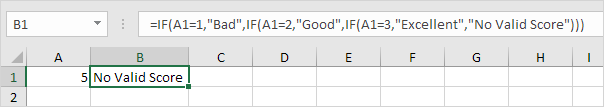 B1 =IF(A1=1,"Bad",IF(A1=2,"Good",IF(A1=3,"Excellent","No Valid Score")))
A B C D E F G H I
1 5 No Valid Score
2